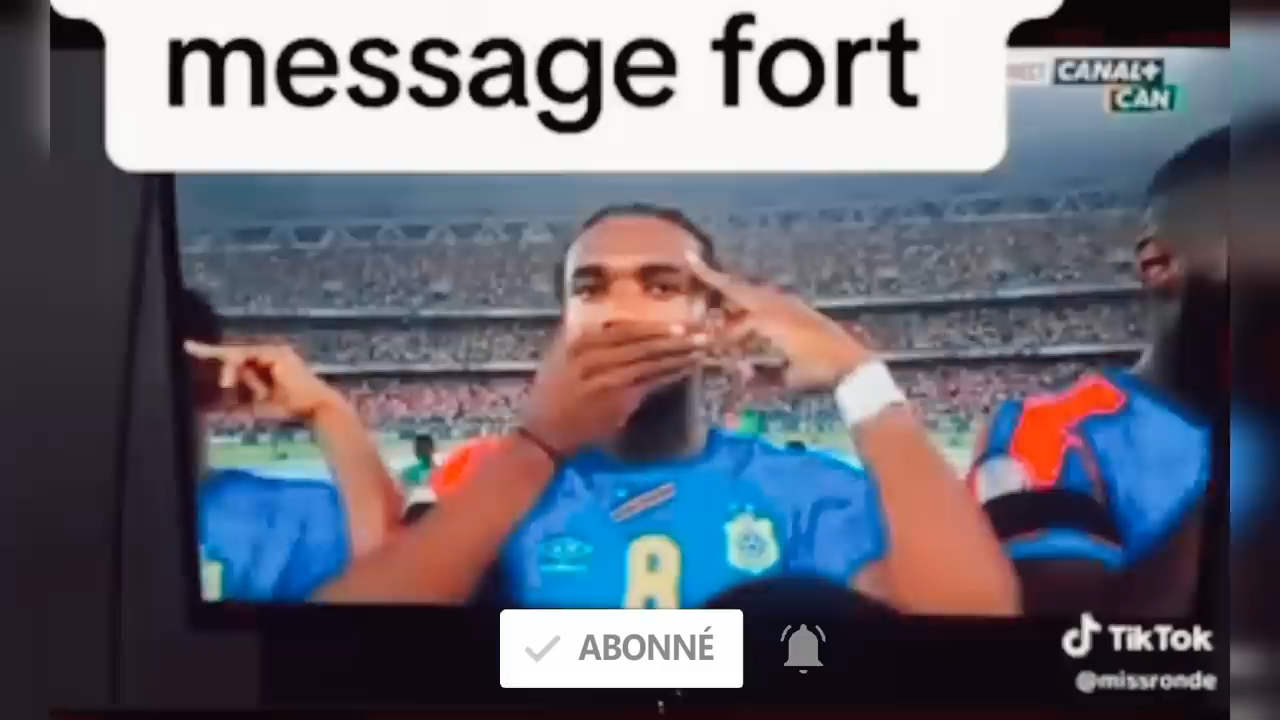 message fort
CANAL+
CAN
8
ABONNÉ
TikTok
@missronde